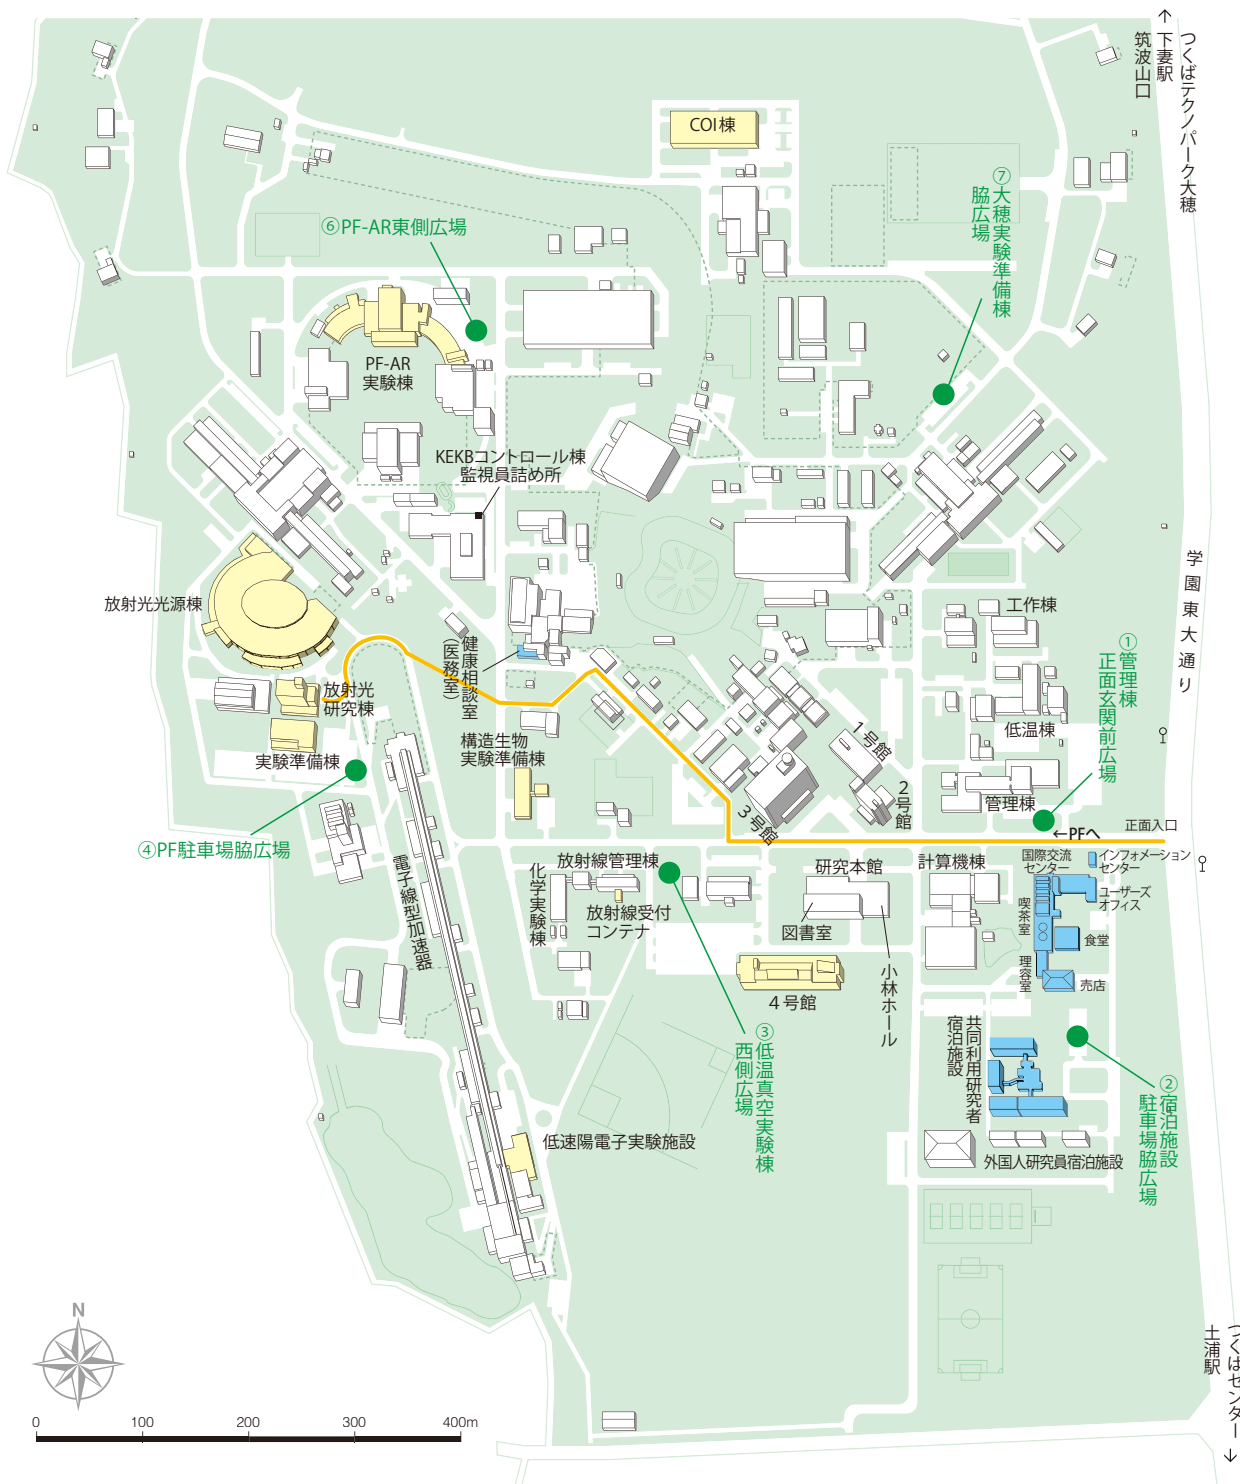 ↑
つくばテクノパーク大穂
下妻駅
筑波山口
COI棟
⑦大穂実験準備棟
脇広場
⑥PF-AR東側広場
PF-AR
実験棟
KEKBコントロール棟
監視員詰め所
放射光光源棟
学園東大通り
工作棟
①管理棟
正面玄関前広場
健康相談室
(医務室)
放射光
研究棟
低温棟
構造生物
実験準備棟
1号館
実験準備棟
2号館
管理棟
3号館
←PFへ
正面入口
④PF駐車場脇広場
電子線型加速器
化学実験棟
放射線管理棟
放射線受付
コンテナ
研究本館
図書室
小林ホール
計算機棟
国際交流
センター
インフォメーション
センター
ユーザーズ
オフィス
喫茶室
食堂
理容室
売店
4号館
③低温真空実験棟
西側広場
共同利用研究者
宿泊施設
②宿泊施設
駐車場脇広場
低速陽電子実験施設
外国人研究員宿泊施設
N
0 100 200 300 400m
つくばセンター
土浦駅
↓